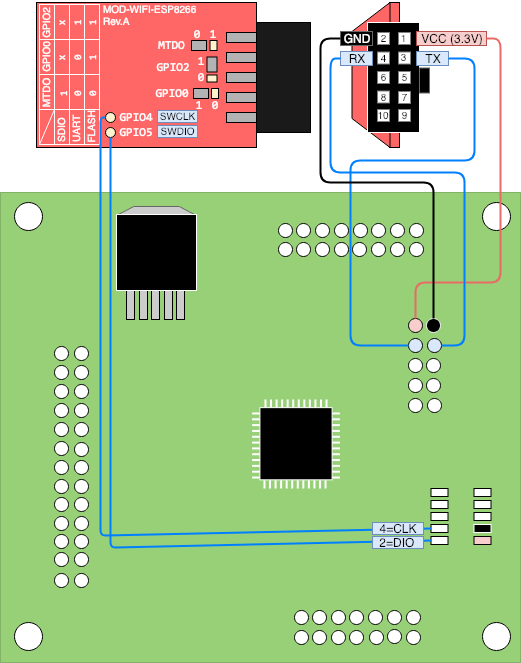 MOD-WIFI-ESP8266
Rev.A
MTDO GPIO0 GPIO2
SDIO 1 x x
UART 0 0 1
FLASH 0 1 1
0 1
MTDO
1
GPIO2
0
GPIO0
1 0
GPIO4 SWCLK
GPIO5 SWDIO
GND 2 1 VCC (3.3V)
RX 4 3 TX
6 5
8 7
10 9
4=CLK
2=DIO